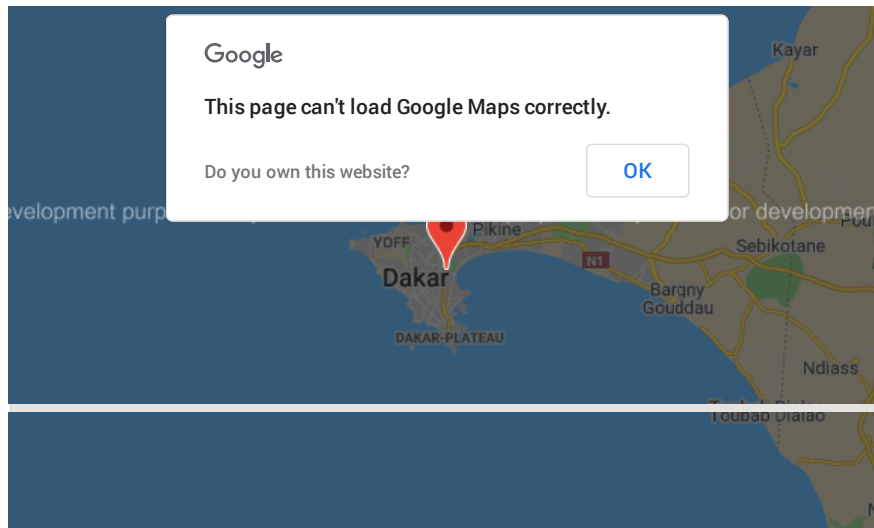 Google
Kayar
This page can't load Google Maps correctly.
Do you own this website?
OK
evelopment purp
or developmen
YOFF
Pikine
Sebikotane
Dakar
N1
Bargny
Gouddau
DAKAR-PLATEAU
Ndiass
Toubab Dialao